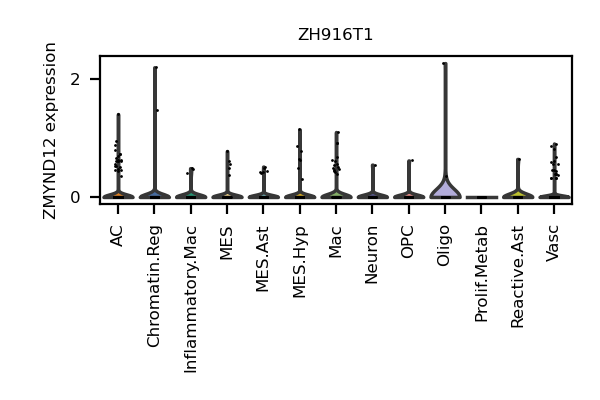 ZH916T1
ZMYND12 expression
2
0
AC
Chromatin.Reg
Inflammatory.Mac
MES
MES.Ast
MES.Hyp
Mac
Neuron
OPC
Oligo
Prolif.Metab
Reactive.Ast
Vasc